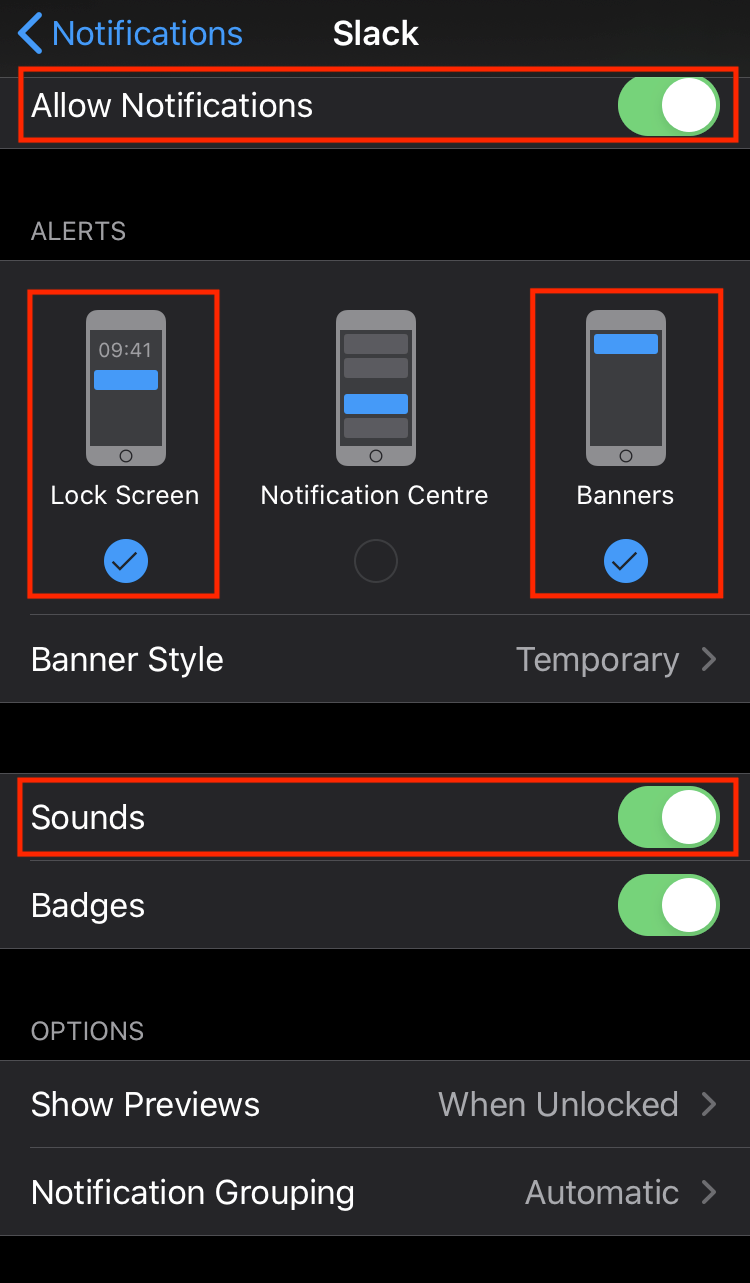 Notifications Slack
Allow Notifications
ALERTS
09:41
Lock Screen Notification Centre Banners
Banner Style Temporary
Sounds
Badges
OPTIONS
Show Previews When Unlocked
Notification Grouping Automatic